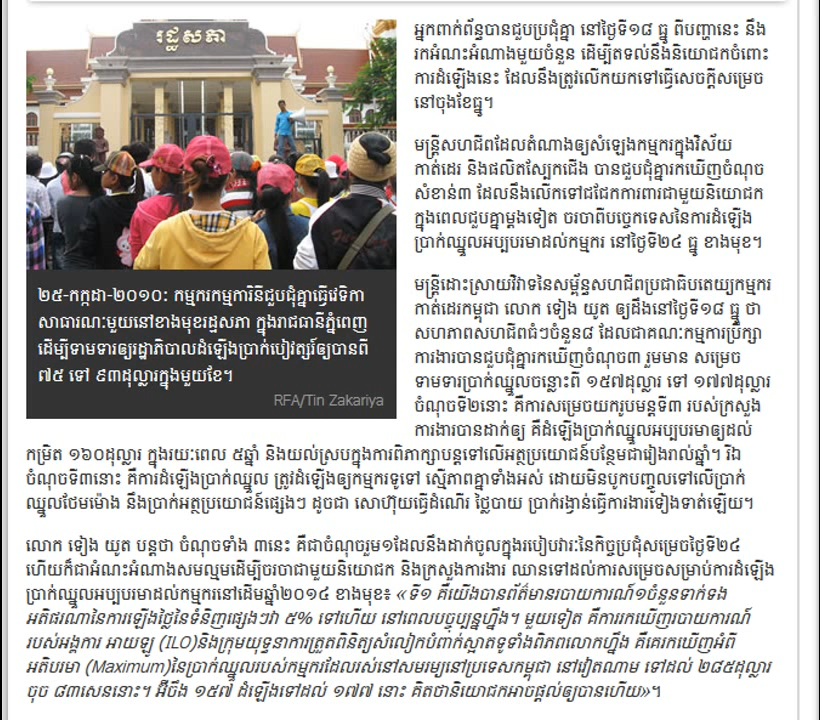 រដ្ឋសភា
អ្នកពាក់ព័ន្ធបានជួបប្រជុំគ្នា នៅថ្ងៃទី១៨ ធ្នូ ពីបញ្ហានេះ នឹង
រកអំណះអំណាងមួយចំនួន ដើម្បីតទល់នឹងនិយោជកចំពោះ
ការដំឡើងនេះ ដែលនឹងត្រូវលើកយកទៅធ្វើសេចក្ដីសម្រេច
នៅចុងខែធ្នូ។
មន្ត្រីសហជីពដែលតំណាងឲ្យសំឡេងកម្មករក្នុងវិស័យ
កាត់ដេរ និងផលិតស្បែកជើង បានជួបជុំគ្នារកឃើញចំណុច
សំខាន់៣ ដែលនឹងលើកទៅជជែកការពារជាមួយនិយោជក
ក្នុងពេលជួបគ្នាម្ដងទៀត ចរចាពីបច្ចេកទេសនៃការដំឡើង
ប្រាក់ឈ្នួលអប្បបរមាដល់កម្មករ នៅថ្ងៃទី២៤ ធ្នូ ខាងមុខ។
មន្ត្រីដោះស្រាយវិវាទនៃសម្ព័ន្ធសហជីពប្រជាធិបតេយ្យកម្មករ
កាត់ដេរកម្ពុជា លោក ទៀង យូត ឲ្យដឹងនៅថ្ងៃទី១៨ ធ្នូ ថា
សហភាពសហជីពធំៗចំនួន៨ ដែលជាគណៈកម្មការប្រឹក្សា
ការងារបានជួបជុំគ្នារកឃើញចំណុច៣ រួមមាន សម្រេច
ទាមទារប្រាក់ឈ្នួលចន្លោះពី ១៥៧ដុល្លារ ទៅ ១៧៧ដុល្លារ
ចំណុចទី២នោះ គឺការសម្រេចយករូបមន្តទី៣ របស់ក្រសួង
ការងារបានដាក់ឲ្យ គឺដំឡើងប្រាក់ឈ្នួលអប្បបរមាឲ្យដល់
កម្រិត ១៦០ដុល្លារ ក្នុងរយៈពេល ៥ឆ្នាំ និងយល់ស្របក្នុងការពិភាក្សាបន្តទៅលើអត្ថប្រយោជន៍បន្ថែមជារៀងរាល់ឆ្នាំ។ រីឯ
ចំណុចទី៣នោះ គឺការដំឡើងប្រាក់ឈ្នួល ត្រូវដំឡើងឲ្យកម្មករទូទៅ ស្មើភាពគ្នាទាំងអស់ ដោយមិនបូកបញ្ចូលទៅលើប្រាក់
ឈ្នួលថែមម៉ោង នឹងប្រាក់អត្ថប្រយោជន៍ផ្សេងៗ ដូចជា សោហ៊ុយធ្វើដំណើរ ថ្លៃបាយ ប្រាក់រង្វាន់ធ្វើការងារទៀងទាត់ឡើយ។
២៥-កក្កដា-២០១០: កម្មករកម្មការិនីជួបជុំគ្នាធ្វើវេទិកា
សាធារណៈមួយនៅខាងមុខរដ្ឋសភា ក្នុងរាជធានីភ្នំពេញ
ដើម្បីទាមទារឲ្យរដ្ឋាភិបាលដំឡើងប្រាក់បៀវត្សរ៍ឲ្យបានពី
៧៥ ទៅ ៩៣ដុល្លារក្នុងមួយខែ។
RFA/Tin Zakariya
លោក ទៀង យូត បន្តថា ចំណុចទាំង ៣នេះ គឺជាចំណុចរួម១ដែលនឹងដាក់ចូលក្នុងរបៀបវារៈនៃកិច្ចប្រជុំសម្រេចថ្ងៃទី២៤
ហើយក៏ជាអំណះអំណាងសមល្មមដើម្បីចរចាជាមួយនិយោជក និងក្រសួងការងារ ឈានទៅដល់ការសម្រេចសម្រាប់ការដំឡើង
ប្រាក់ឈ្នួលអប្បបរមាដល់កម្មករនៅដើមឆ្នាំ២០១៤ ខាងមុខ៖ «ទី១ គឺយើងបានព័ត៌មានរបាយការណ៍១ចំនួនទាក់ទង
អតិផរណានៃការឡើងថ្លៃនៃទំនិញផ្សេងៗវា ៥% ទៅហើយ នៅពេលបច្ចុប្បន្នហ្នឹង។ មួយទៀត គឺការរកឃើញរបាយការណ៍
របស់អង្គការ អាយឡូ (ILO)និងក្រុមយុទ្ធនាការត្រួតពិនិត្យសំលៀកបំពាក់ស្អាតទូទាំងពិភពលោកហ្នឹង គឺគេរកឃើញអំពី
អតិបរមា (Maximum)នៃប្រាក់ឈ្នួលរបស់កម្មករដែលរស់នៅសមរម្យនៅប្រទេសកម្ពុជា នៅវៀតណាម ទៅដល់ ២៨៥ដុល្លារ
ចុច ៨៣សេននោះ។ អ៊ីចឹង ១៥៧ ដំឡើងទៅដល់ ១៧៧ នោះ គិតថានិយោជកអាចផ្ដល់ឲ្យបានហើយ»។